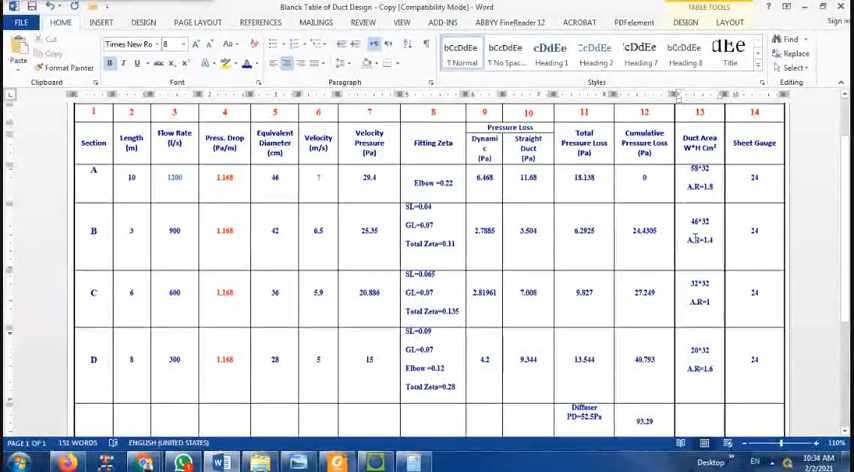 Blanck Table of Duct Design - Copy [Compatibility Mode] - Word
TABLE TOOLS
FILE HOME INSERT DESIGN PAGE LAYOUT REFERENCES MAILINGS REVIEW VIEW ADD-INS ABBYY FineReader 12 ACROBAT PDFelement DESIGN LAYOUT Sign
Paste
Cut
Copy
Format Painter
Clipboard
Times New Ro 8
Font
Paragraph
bCcDeEe bCcDeEe cDdEe bCcDeEe ‘bCcDeEe bCcDeEe dEe
¶ Normal ¶ No Spac... Heading 1 Heading 2 Heading 7 Heading 8 Title
Styles
Find
Replace
Select
Editing
1 2 3 4 5 6 7 8 9 10 11 12 13 14
Section Length (m) Flow Rate (l/s) Press. Drop (Pa/m) Equivalent Diameter (cm) Velocity (m/s) Velocity Pressure (Pa) Fitting Zeta Pressure Loss Dynami c (Pa) Straight Duct (Pa) Total Pressure Loss (Pa) Cumulative Pressure Loss (Pa) Duct Area W*H Cm² Sheet Gauge
A 10 1200 1.168 46 7 29.4 Elbow =0.22 6.468 11.68 18.138 0 58*32 24
A.R=1.8
SL=0.04
B 3 900 1.168 42 6.5 25.35 GL=0.07 2.7885 3.504 6.2925 24.4305 46*32 24
Total Zeta=0.11
A.R=1.4
SL=0.065
C 6 600 1.168 36 5.9 20.886 GL=0.07 2.81961 7.008 9.827 27.249 32*32 24
Total Zeta=0.135
A.R=1
SL=0.09
GL=0.07
D 8 300 1.168 28 5 15 Elbow =0.12 4.2 9.344 13.544 40.793 20*32 24
Total Zeta=0.28
A.R=1.6
Diffuser
PD=52.5Pa
93.29
PAGE 1 OF 1 151 WORDS ENGLISH (UNITED STATES) 110%
Desktop EN 10:34 AM
2/2/2021